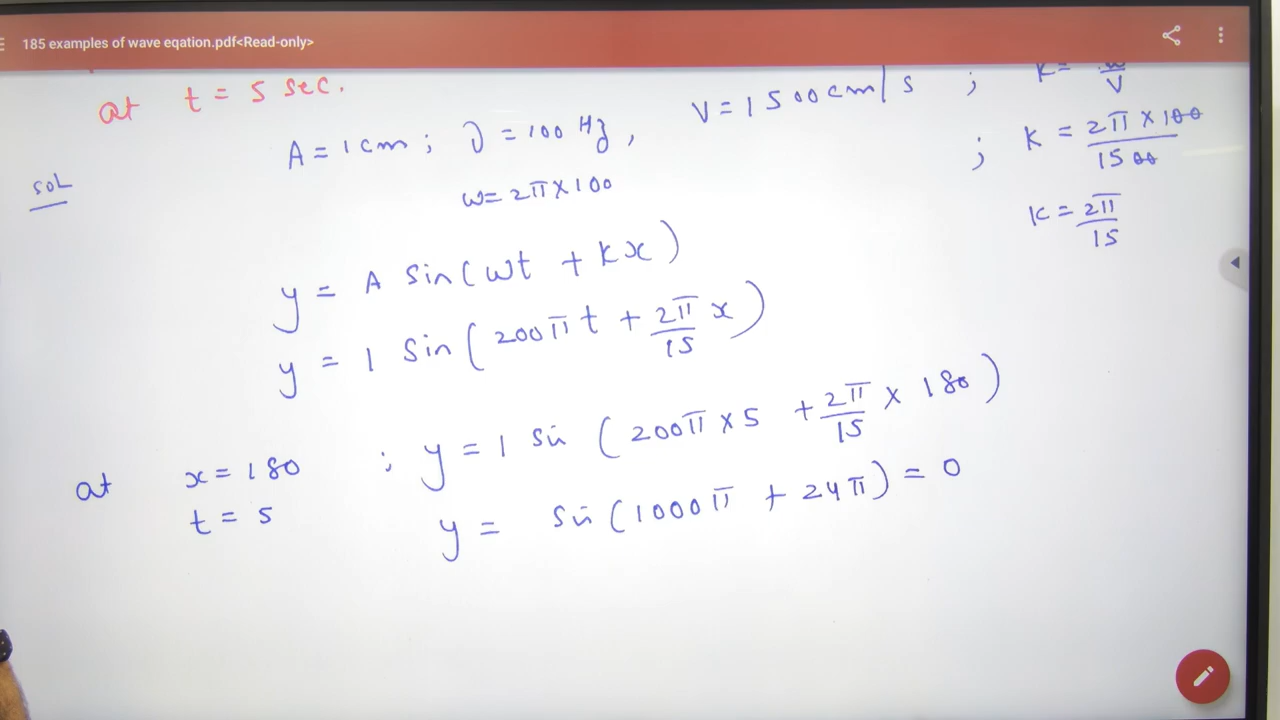 185 examples of wave eqation.pdf<Read-only>
at t = 5 sec.
A = 1 cm ; ν = 100 Hz , V = 1500 cm/s ; K = w/V
sol
w = 2π × 100 ; K = 2π × 100 / 1500
K = 2π/15
y = A sin( wt + Kx )
y = 1 sin( 200π t + 2π/15 x )
at x = 180 ; y = 1 sin ( 200π × 5 + 2π/15 × 180 )
t = 5 y = sin ( 1000π + 24π ) = 0